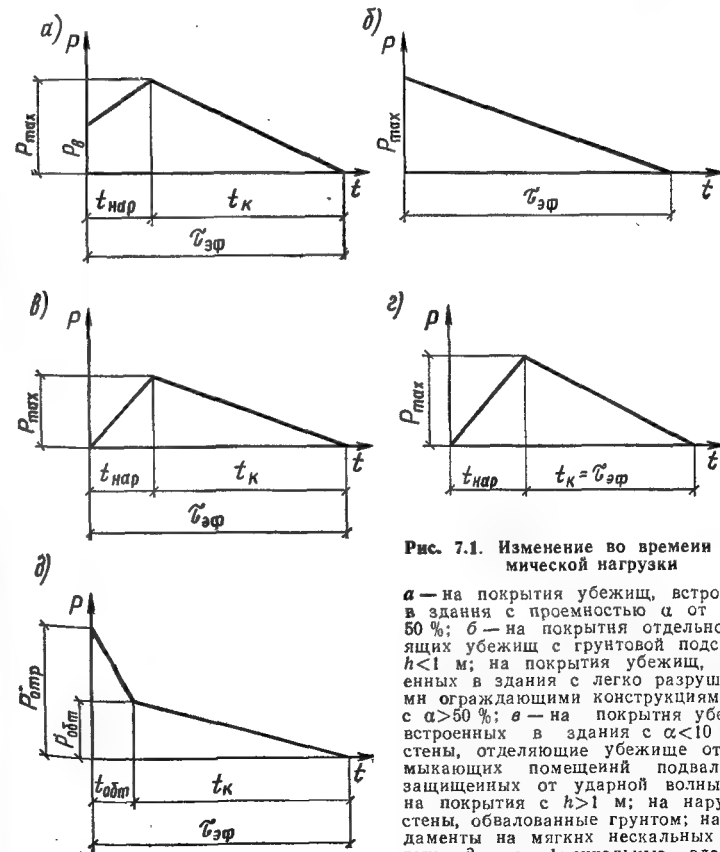 а)
P
P_max
P_в
t_нар
t_к
t
τ_эф
б)
P_max
t
τ_эф
в)
P
P_max
t_нар
t_к
t
τ_эф
г)
P
P_max
t_нар
t_к = τ_эф
t
д)
P
P_отр
P_обт
t_обт
t_к
t
τ_эф
Рис. 7.1. Изменение во времени
мической нагрузки
а — на покрытия убежищ, встро
в здания с проемностью α от
50 %; б — на покрытия отдельно
ящих убежищ с грунтовой подс
h<1 м; на покрытия убежищ,
енных в здания с легко разруш
ми ограждающими конструкциям
с α>50 %; в — на покрытия убе
встроенных в здания с α<10
стены, отделяющие убежище от
мыкающих помещений подвал
защищенных от ударной волны
на покрытия с h>1 м; на нару
стены, обвалованные грунтом; на
даменты на мягких нескальных